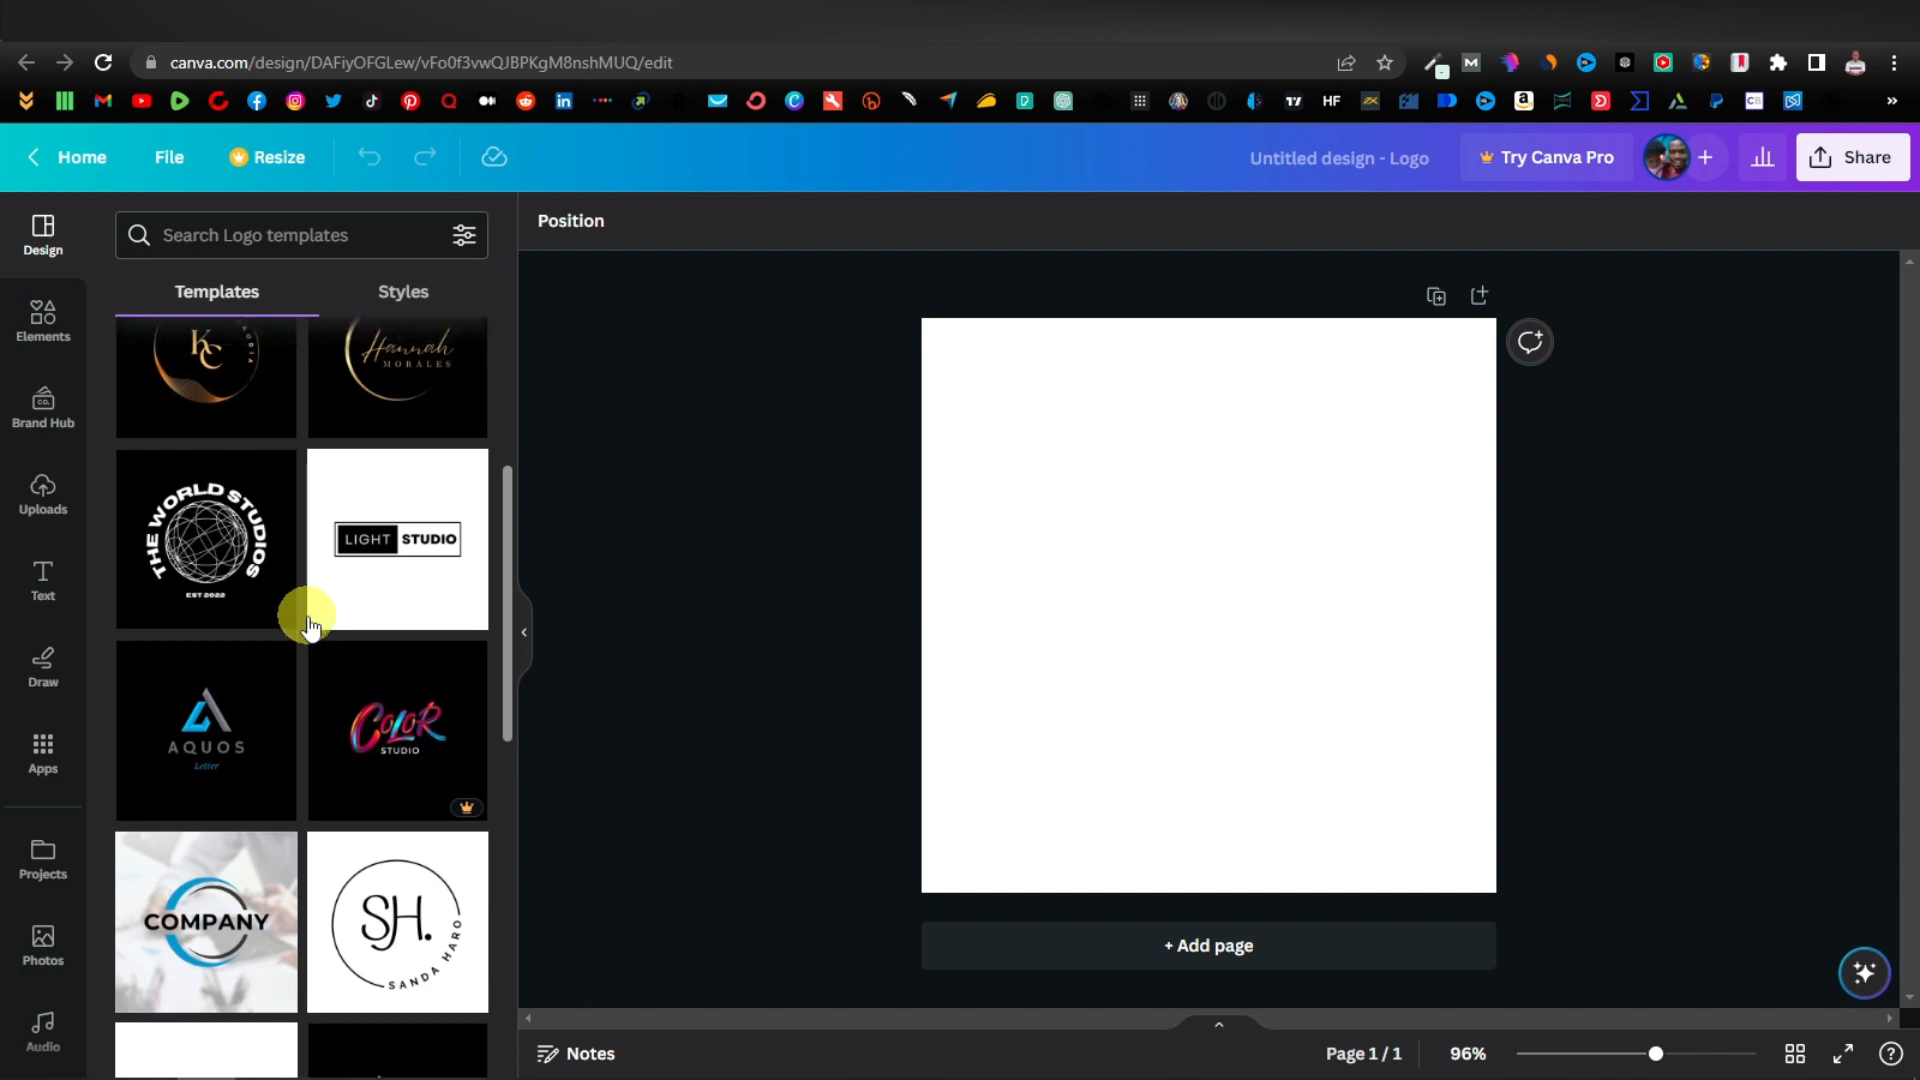 canva.com/design/DAFiyOFGLew/vFo0f3vwQJBPKgM8nshMUQ/edit
M
HF
CB
Home
File
Resize
Untitled design - Logo
Try Canva Pro
Share
Design
Search Logo templates
Position
Templates
Styles
Elements
Brand Hub
Uploads
Text
Draw
Apps
Projects
Photos
Audio
KC
Hannah
MORALES
THE WORLD STUDIOS
EST 2022
LIGHT STUDIO
AQUOS
Letter
COLOR
STUDIO
COMPANY
SH.
SANDA HARO
+ Add page
Notes
Page 1 / 1
96%